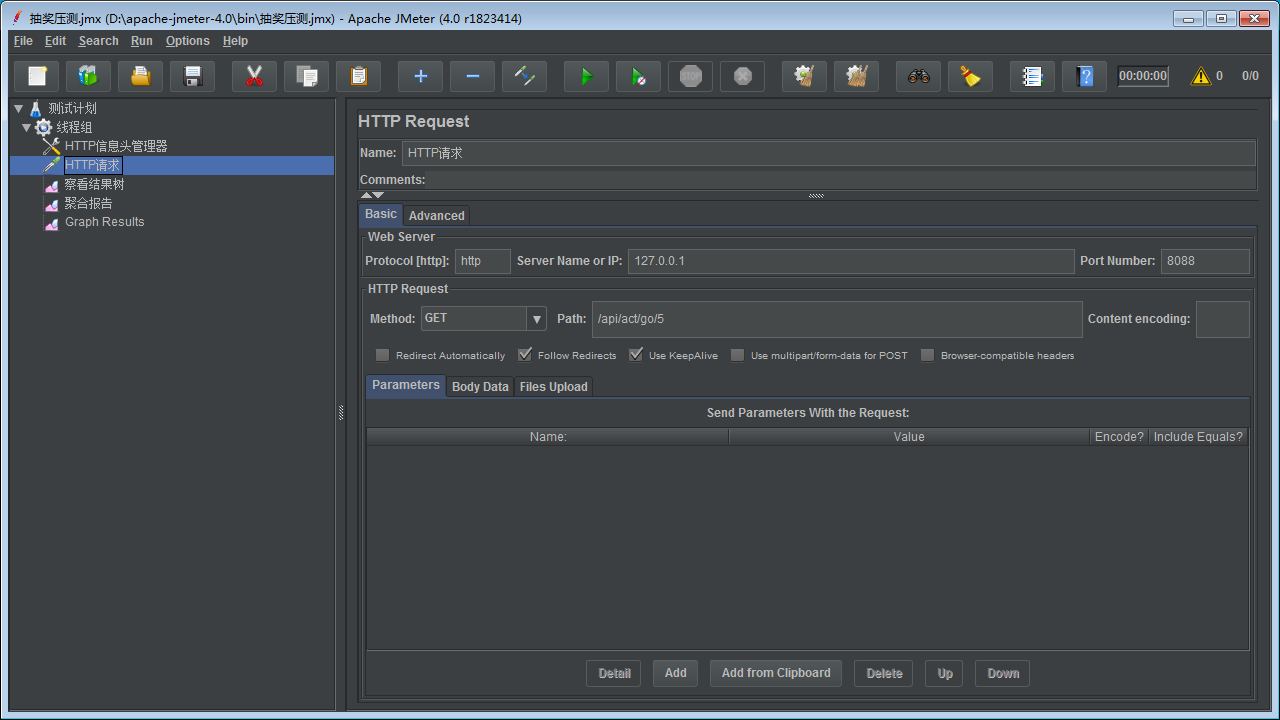 抽奖压测.jmx (D:\apache-jmeter-4.0\bin\抽奖压测.jmx) - Apache JMeter (4.0 r1823414)
File Edit Search Run Options Help
STOP 00:00:00 0 0/0
测试计划
线程组
HTTP信息头管理器
HTTP请求
察看结果树
聚合报告
Graph Results
HTTP Request
Name: HTTP请求
Comments:
Basic Advanced
Web Server
Protocol [http]: http Server Name or IP: 127.0.0.1 Port Number: 8088
HTTP Request
Method: GET Path: /api/act/go/5 Content encoding:
Redirect Automatically Follow Redirects Use KeepAlive Use multipart/form-data for POST Browser-compatible headers
Parameters Body Data Files Upload
Send Parameters With the Request:
Name: Value Encode? Include Equals?
Detail Add Add from Clipboard Delete Up Down